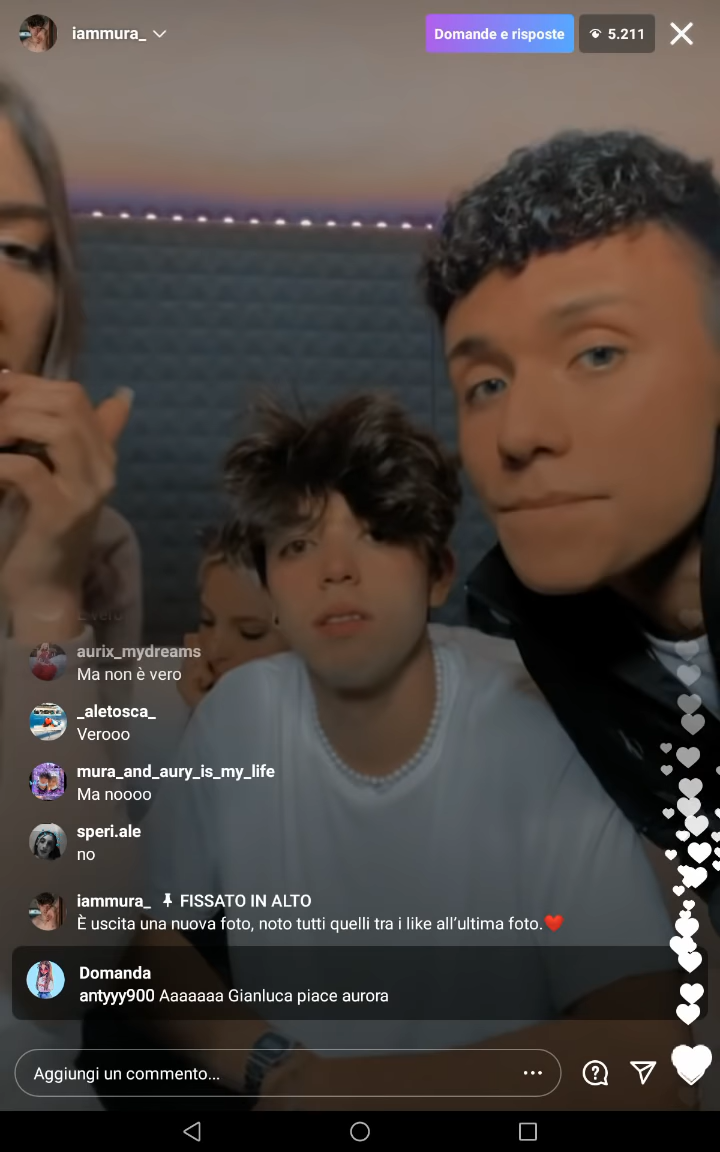 iammura_
Domande e risposte
5.211
È vero
aurix_mydreams
Ma non è vero
_aletosca_
Verooo
mura_and_aury_is_my_life
Ma noooo
speri.ale
no
iammura_ FISSATO IN ALTO
È uscita una nuova foto, noto tutti quelli tra i like all'ultima foto.❤️
Domanda
antyyy900 Aaaaaaa Gianluca piace aurora
Aggiungi un commento...